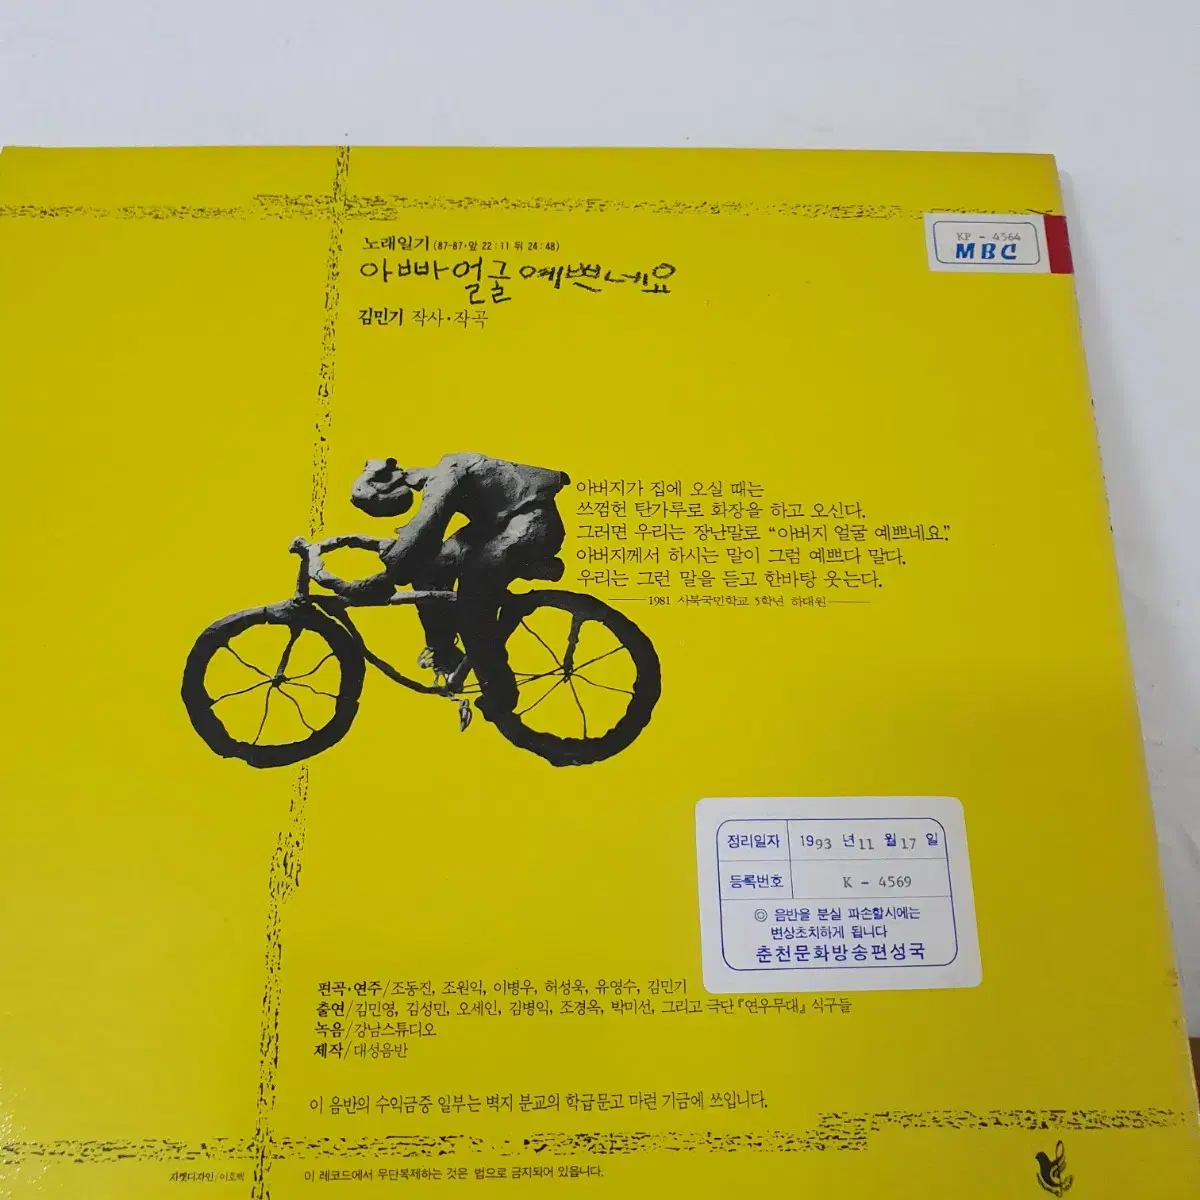 노래일기(87-87·앞 22:11 뒤 24:48)
아빠얼굴예쁘네요
김민기 작사·작곡
KP - 4564
MBC
아버지가 집에 오실 때는
쓰껌헌 탄가루로 화장을 하고 오신다.
그러면 우리는 장난말로 “아버지 얼굴 예쁘네요.”
아버지께서 하시는 말이 그럼 예쁘다 말다.
우리는 그런 말을 듣고 한바탕 웃는다.
1981 사북국민학교 5학년 하대원
정리일자 1993 년 11 월 17 일
등록번호 K - 4569
◎ 음반을 분실 파손할시에는
변상조치하게 됩니다
춘천문화방송편성국
편곡·연주/조동진, 조원익, 이병우, 허성욱, 유영수, 김민기
출연/김민영, 김성민, 오세인, 김병익, 조경옥, 박미선, 그리고 극단 『연우무대』 식구들
녹음/강남스튜디오
제작/대성음반
이 음반의 수익금중 일부는 벽지 분교의 학급문고 마련 기금에 쓰입니다.
자켓디자인/이호백
이 레코드에서 무단복제하는 것은 법으로 금지되어 있읍니다.